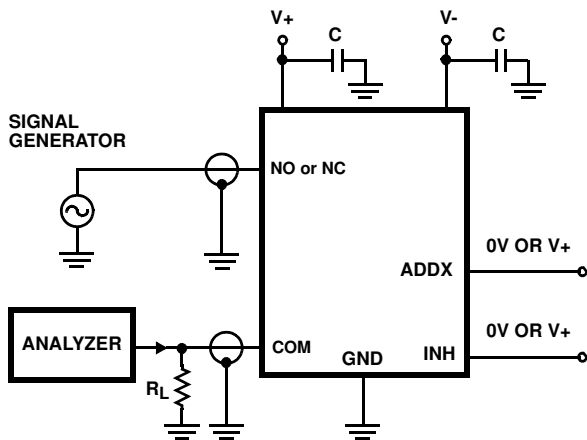 V+
C
V-
C
SIGNAL
GENERATOR
NO or NC
0V OR V+
ADDX
0V OR V+
ANALYZER
COM
GND
INH
RL